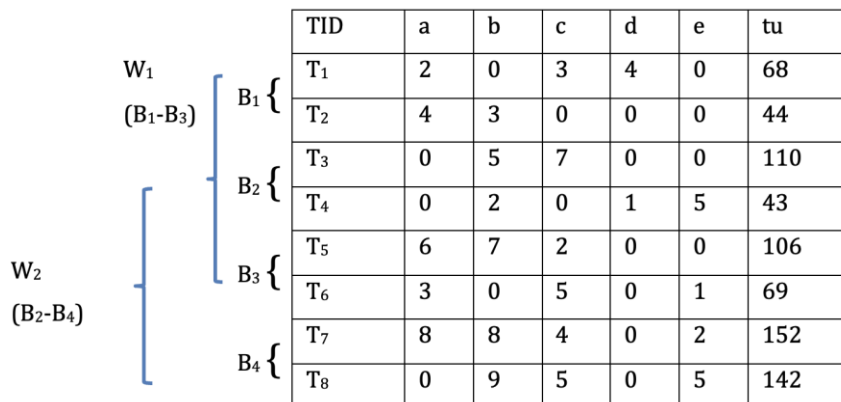 TID a b c d e tu
W₁
T₁ 2 0 3 4 0 68
B₁ {
(B₁-B₃)
T₂ 4 3 0 0 0 44
T₃ 0 5 7 0 0 110
B₂ {
T₄ 0 2 0 1 5 43
T₅ 6 7 2 0 0 106
W₂
B₃ {
T₆ 3 0 5 0 1 69
(B₂-B₄)
T₇ 8 8 4 0 2 152
B₄ {
T₈ 0 9 5 0 5 142